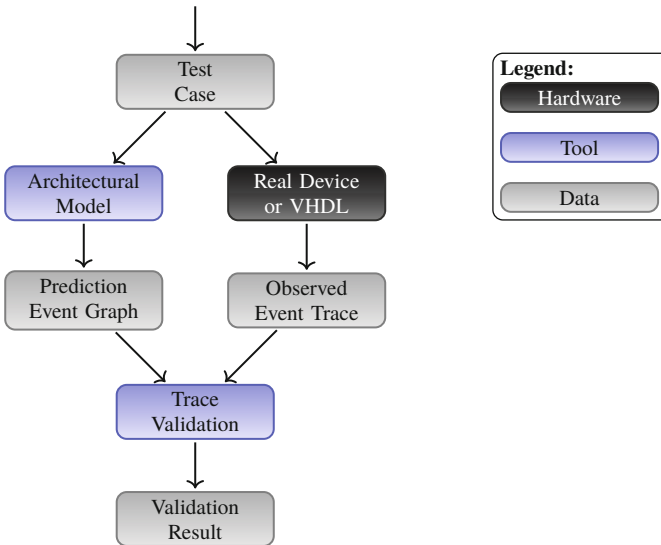 Test
Case
Architectural
Model
Real Device
or VHDL
Prediction
Event Graph
Observed
Event Trace
Trace
Validation
Validation
Result
Legend:
Hardware
Tool
Data